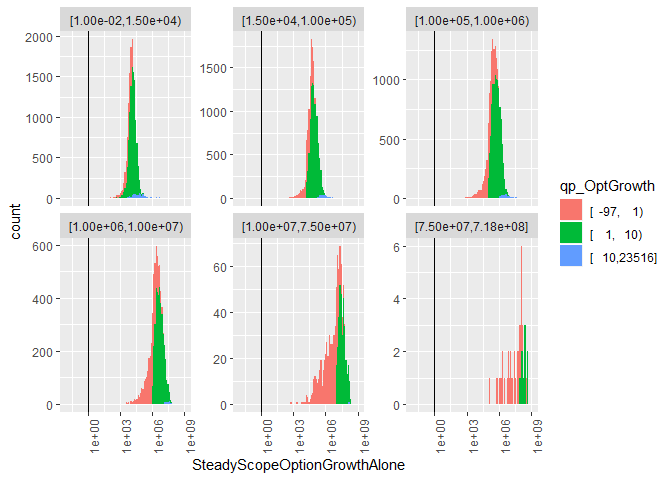 [1.00e-02,1.50e+04)
[1.50e+04,1.00e+05)
[1.00e+05,1.00e+06)
2000
1500
1000
500
0
1500
1000
500
0
1000
500
0
[1.00e+06,1.00e+07)
[1.00e+07,7.50e+07)
[7.50e+07,7.18e+08]
600
400
200
0
60
40
20
0
6
4
2
0
1e+00
1e+03
1e+06
1e+09
1e+00
1e+03
1e+06
1e+09
1e+00
1e+03
1e+06
1e+09
count
SteadyScopeOptionGrowthAlone
qp_OptGrowth
[ -97, 1)
[ 1, 10)
[ 10,23516]